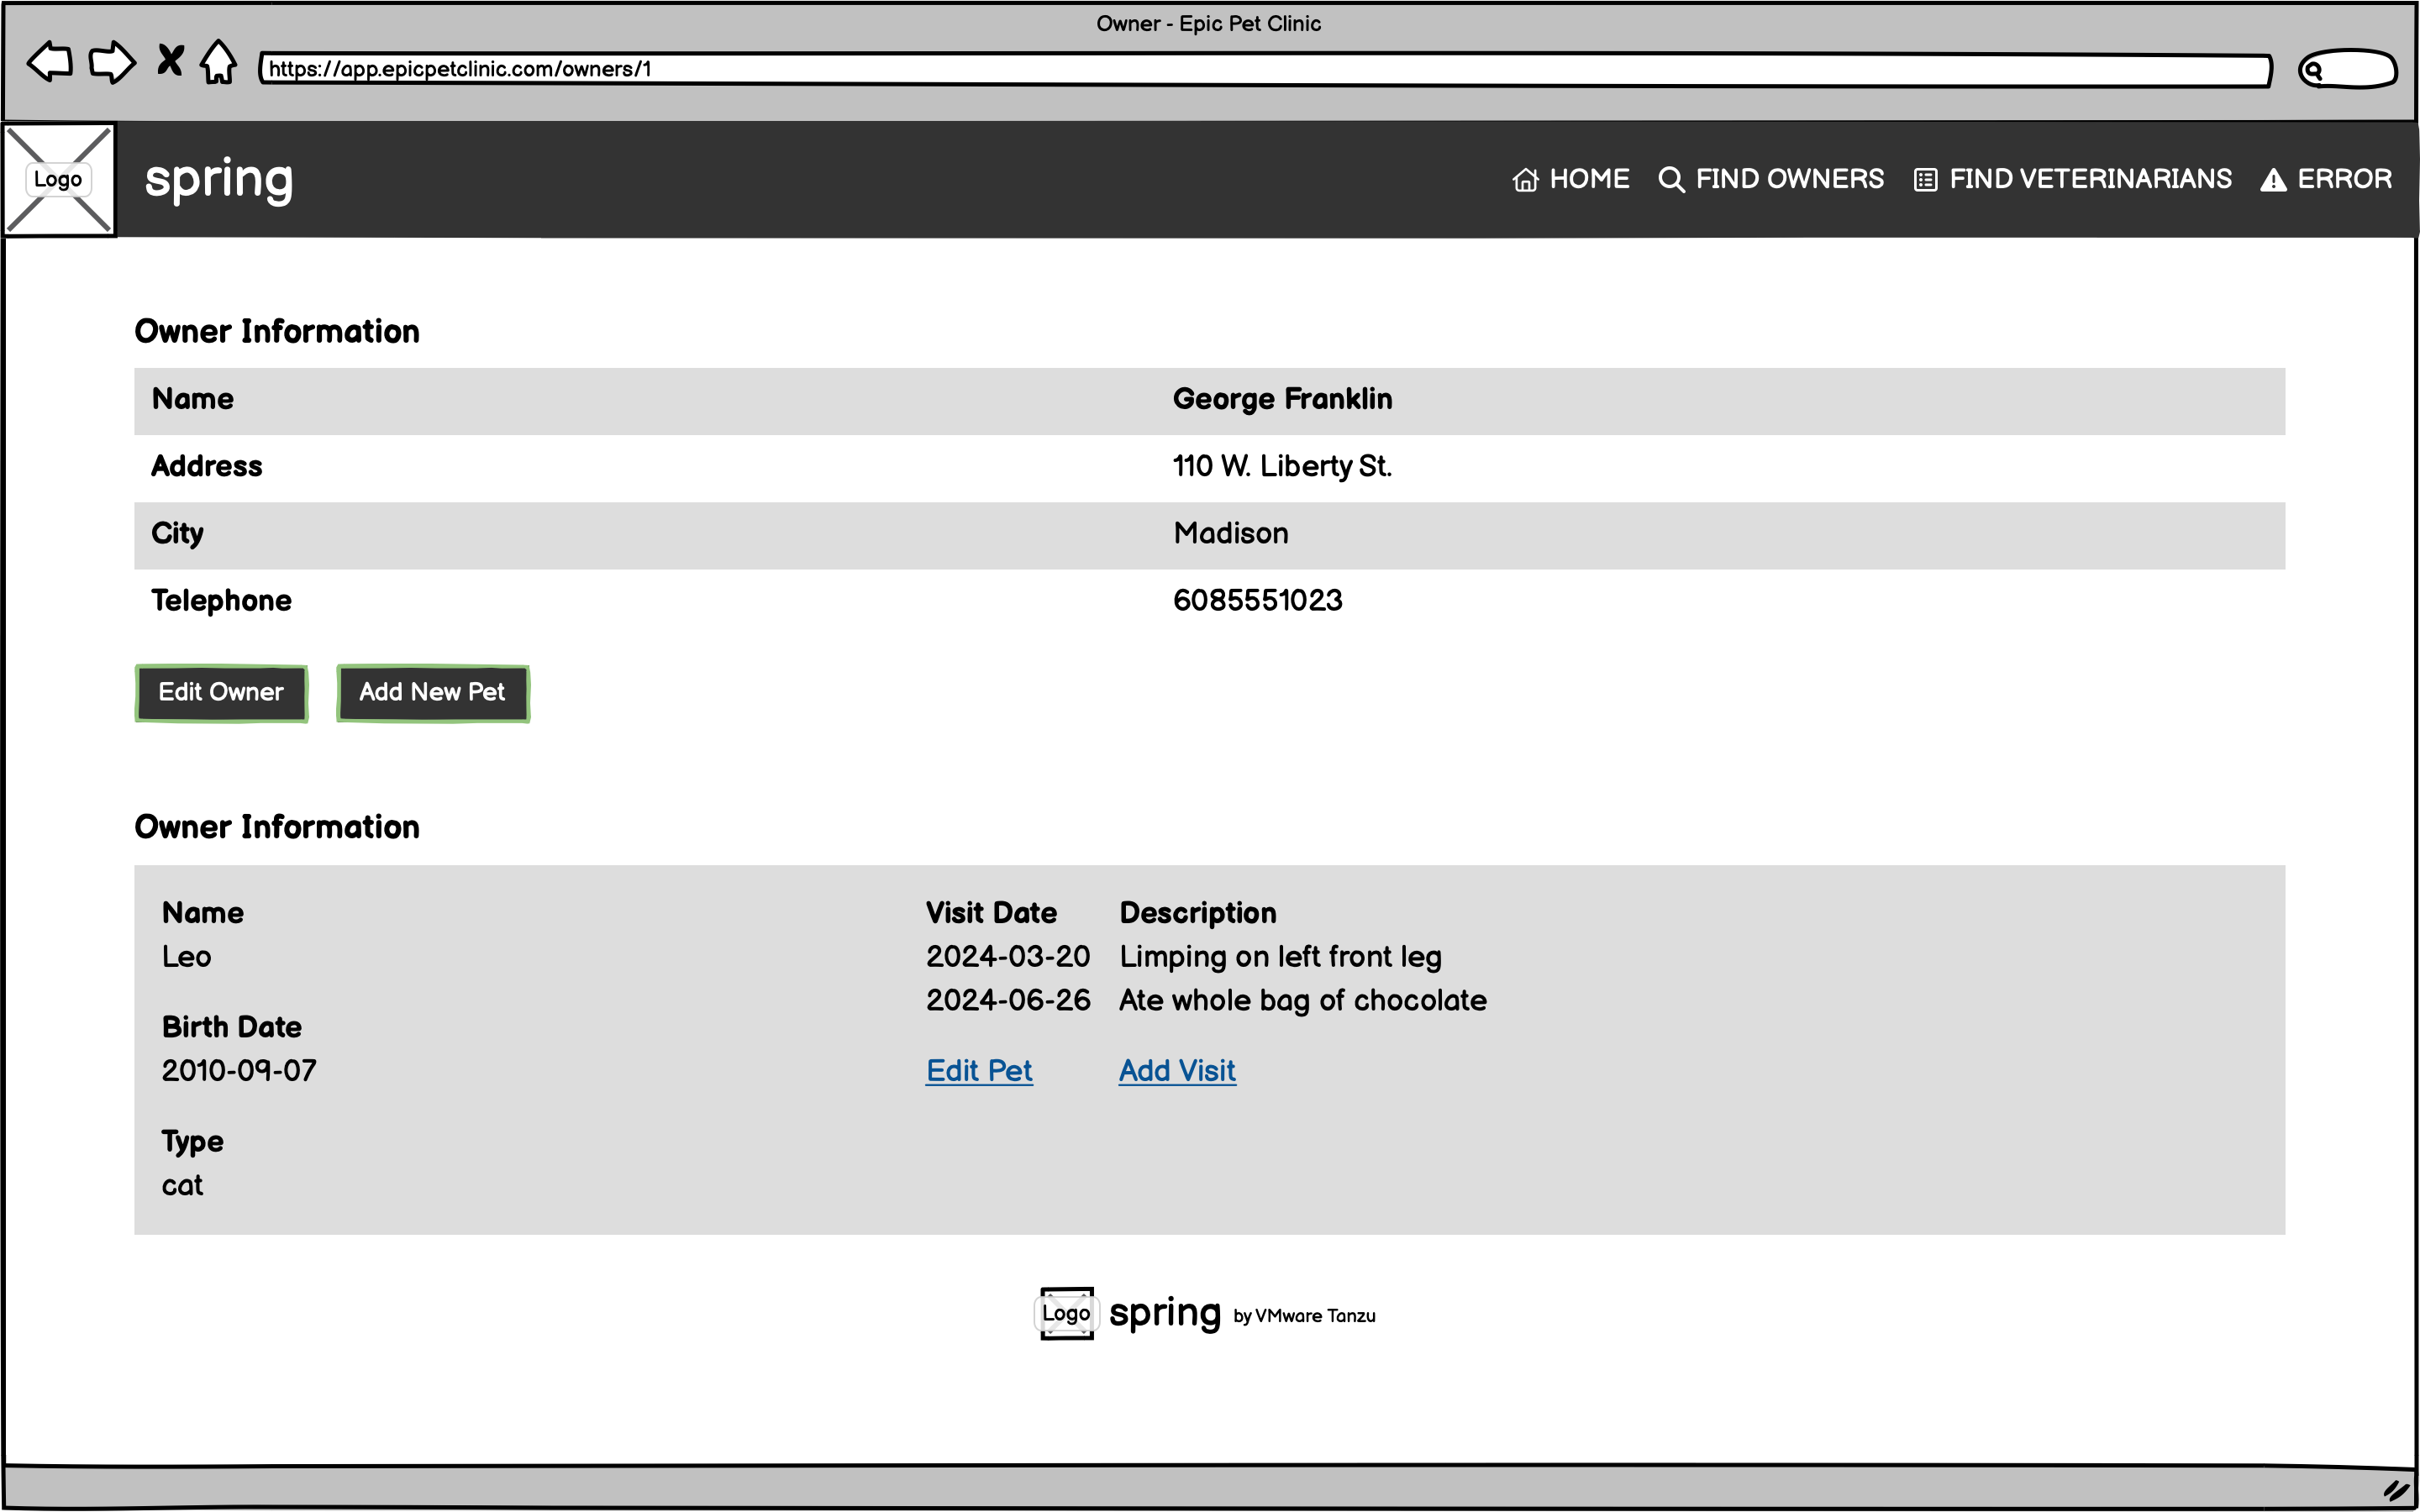 Owner - Epic Pet Clinic
https://app.epicpetclinic.com/owners/1
Logo spring HOME FIND OWNERS FIND VETERINARIANS ERROR
Owner Information
Name George Franklin
Address 110 W. Liberty St.
City Madison
Telephone 6085551023
Edit Owner Add New Pet
Owner Information
Name Visit Date Description
Leo 2024-03-20 Limping on left front leg
2024-06-26 Ate whole bag of chocolate
Birth Date
2010-09-07 Edit Pet Add Visit
Type
cat
Logo spring by VMware Tanzu